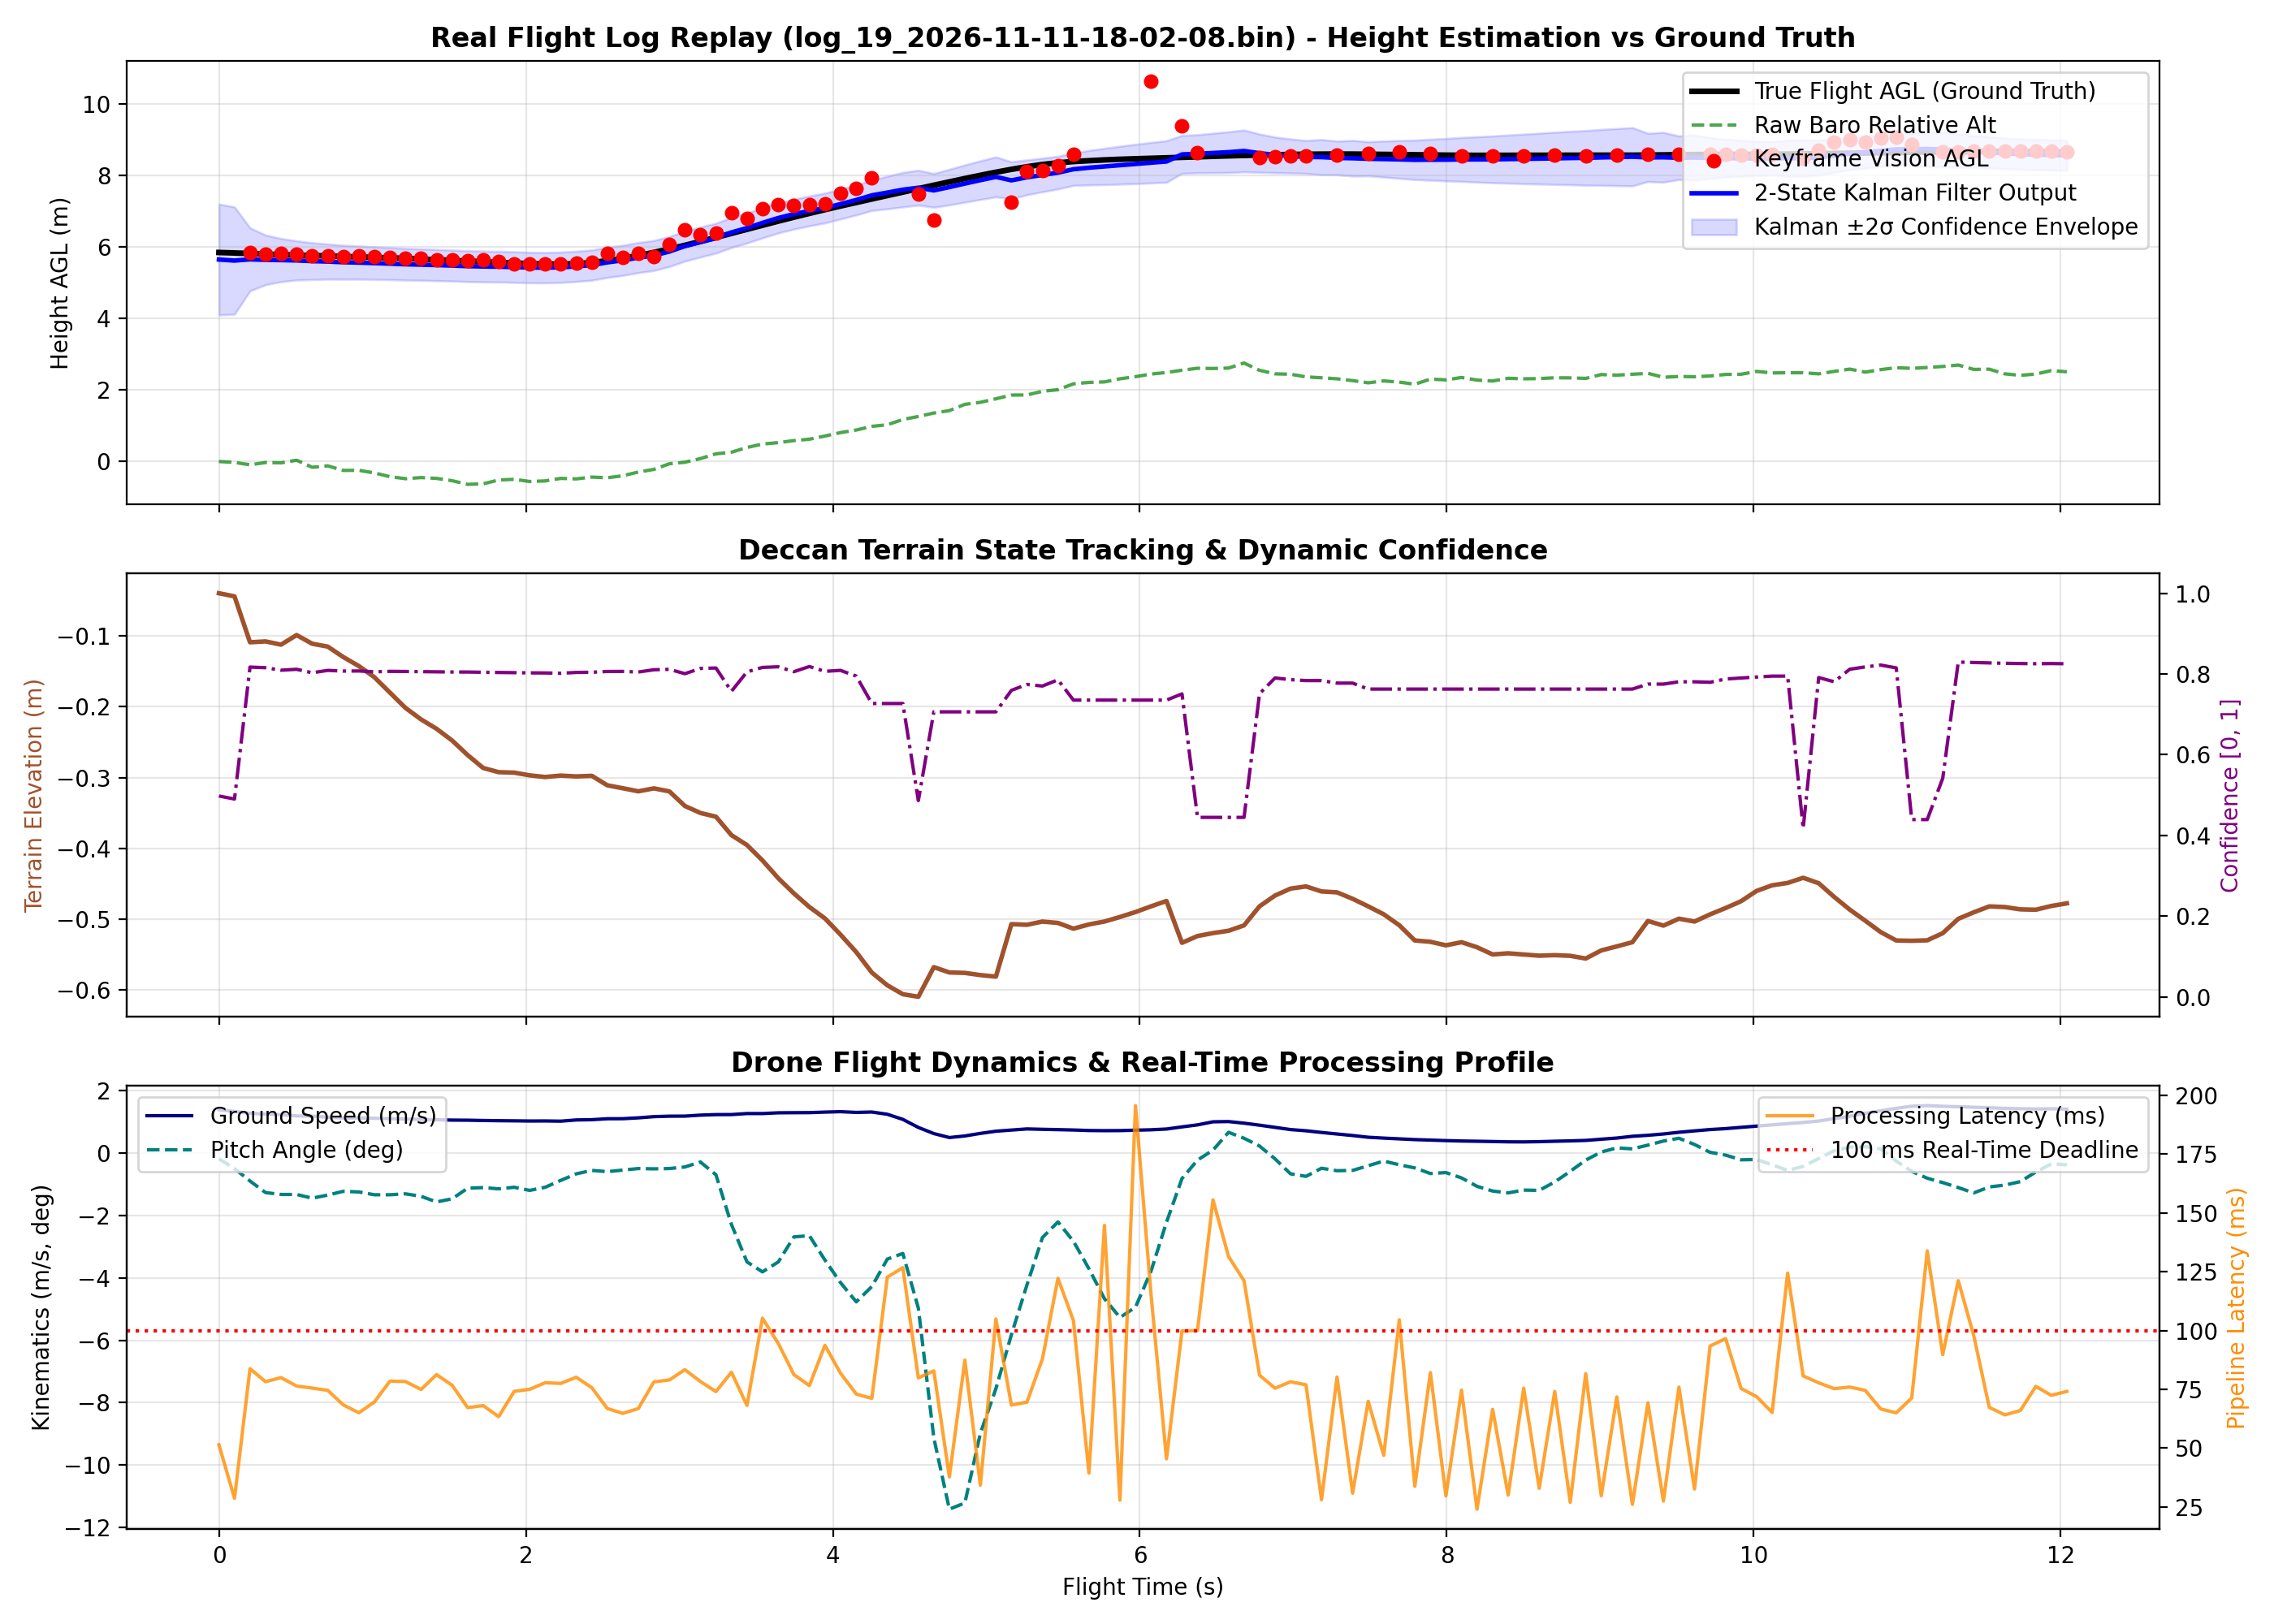 Real Flight Log Replay (log_19_2026-11-11-18-02-08.bin) - Height Estimation vs Ground Truth
Height AGL (m)
10
8
6
4
2
0
True Flight AGL (Ground Truth)
Raw Baro Relative Alt
Keyframe Vision AGL
2-State Kalman Filter Output
Kalman ±2σ Confidence Envelope
Deccan Terrain State Tracking & Dynamic Confidence
Terrain Elevation (m)
−0.1
−0.2
−0.3
−0.4
−0.5
−0.6
1.0
0.8
0.6
0.4
0.2
0.0
Confidence [0, 1]
Drone Flight Dynamics & Real-Time Processing Profile
Kinematics (m/s, deg)
2
0
−2
−4
−6
−8
−10
−12
Ground Speed (m/s)
Pitch Angle (deg)
Processing Latency (ms)
100 ms Real-Time Deadline
200
175
150
125
100
75
50
25
Pipeline Latency (ms)
0 2 4 6 8 10 12
Flight Time (s)